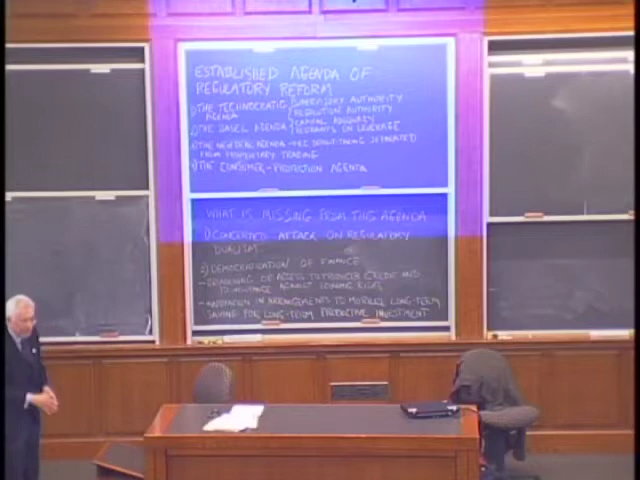 ESTABLISHED AGENDA OF
REGULATORY REFORM
1) THE TECHNOCRATIC AGENDA { SUPERVISORY AUTHORITY
RESOLUTION AUTHORITY
2) THE BASEL AGENDA { CAPITAL ADEQUACY
RESTRAINTS ON LEVERAGE
3) THE NEW DEAL AGENDA - DEPOSIT-TAKING SEPARATED
FROM PROPRIETARY TRADING
4) THE CONSUMER-PROTECTION AGENDA
WHAT IS MISSING FROM THIS AGENDA
1) CONCERTED ATTACK ON REGULATORY
DUALISM
2) DEMOCRATIZATION OF FINANCE
- BROADENING OF ACCESS TO PRODUCER CREDIT AND
TO INSURANCE AGAINST ECONOMIC RISKS
- INNOVATION IN ARRANGEMENTS TO MOBILIZE LONG-TERM
SAVING FOR LONG-TERM PRODUCTIVE INVESTMENT